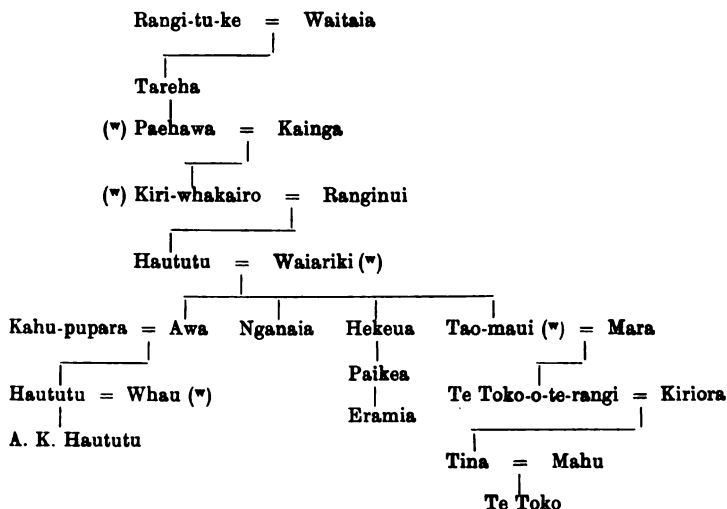 Rangi-tu-ke = Waitaia
Tareha
(w) Paehawa = Kainga
(w) Kiri-whakairo = Ranginui
Haututu = Waiariki (w)
Kahu-pupara = Awa Nganaia Hekeua Tao-maui (w) = Mara
Paikea
Haututu = Whau (w) Te Toko-o-te-rangi = Kiriora
Eramia
A. K. Haututu
Tina = Mahu
Te Toko